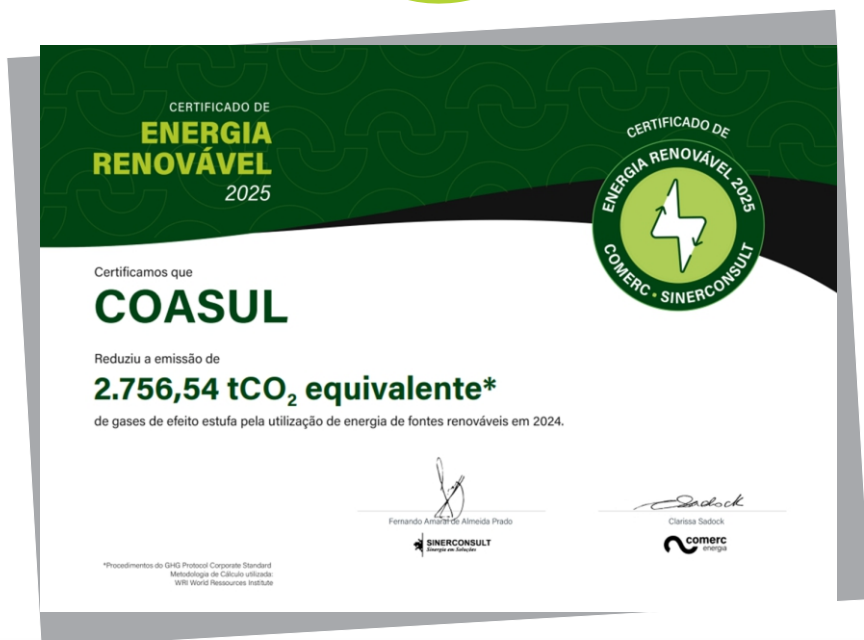 CERTIFICADO DE
ENERGIA
RENOVÁVEL
2025
CERTIFICADO DE
ENERGIA RENOVÁVEL 2025
COMERC • SINERCONSULT
Certificamos que
COASUL
Reduziu a emissão de
2.756,54 tCO₂ equivalente*
de gases de efeito estufa pela utilização de energia de fontes renováveis em 2024.
Sadock
Fernando Amaral de Almeida Prado
Clarissa Sadock
SINERCONSULT
Sinergia em Soluções
comerc
energia
*Procedimentos do GHG Protocol Corporate Standard
Metodologia de Cálculo utilizada:
WRI World Ressources Institute